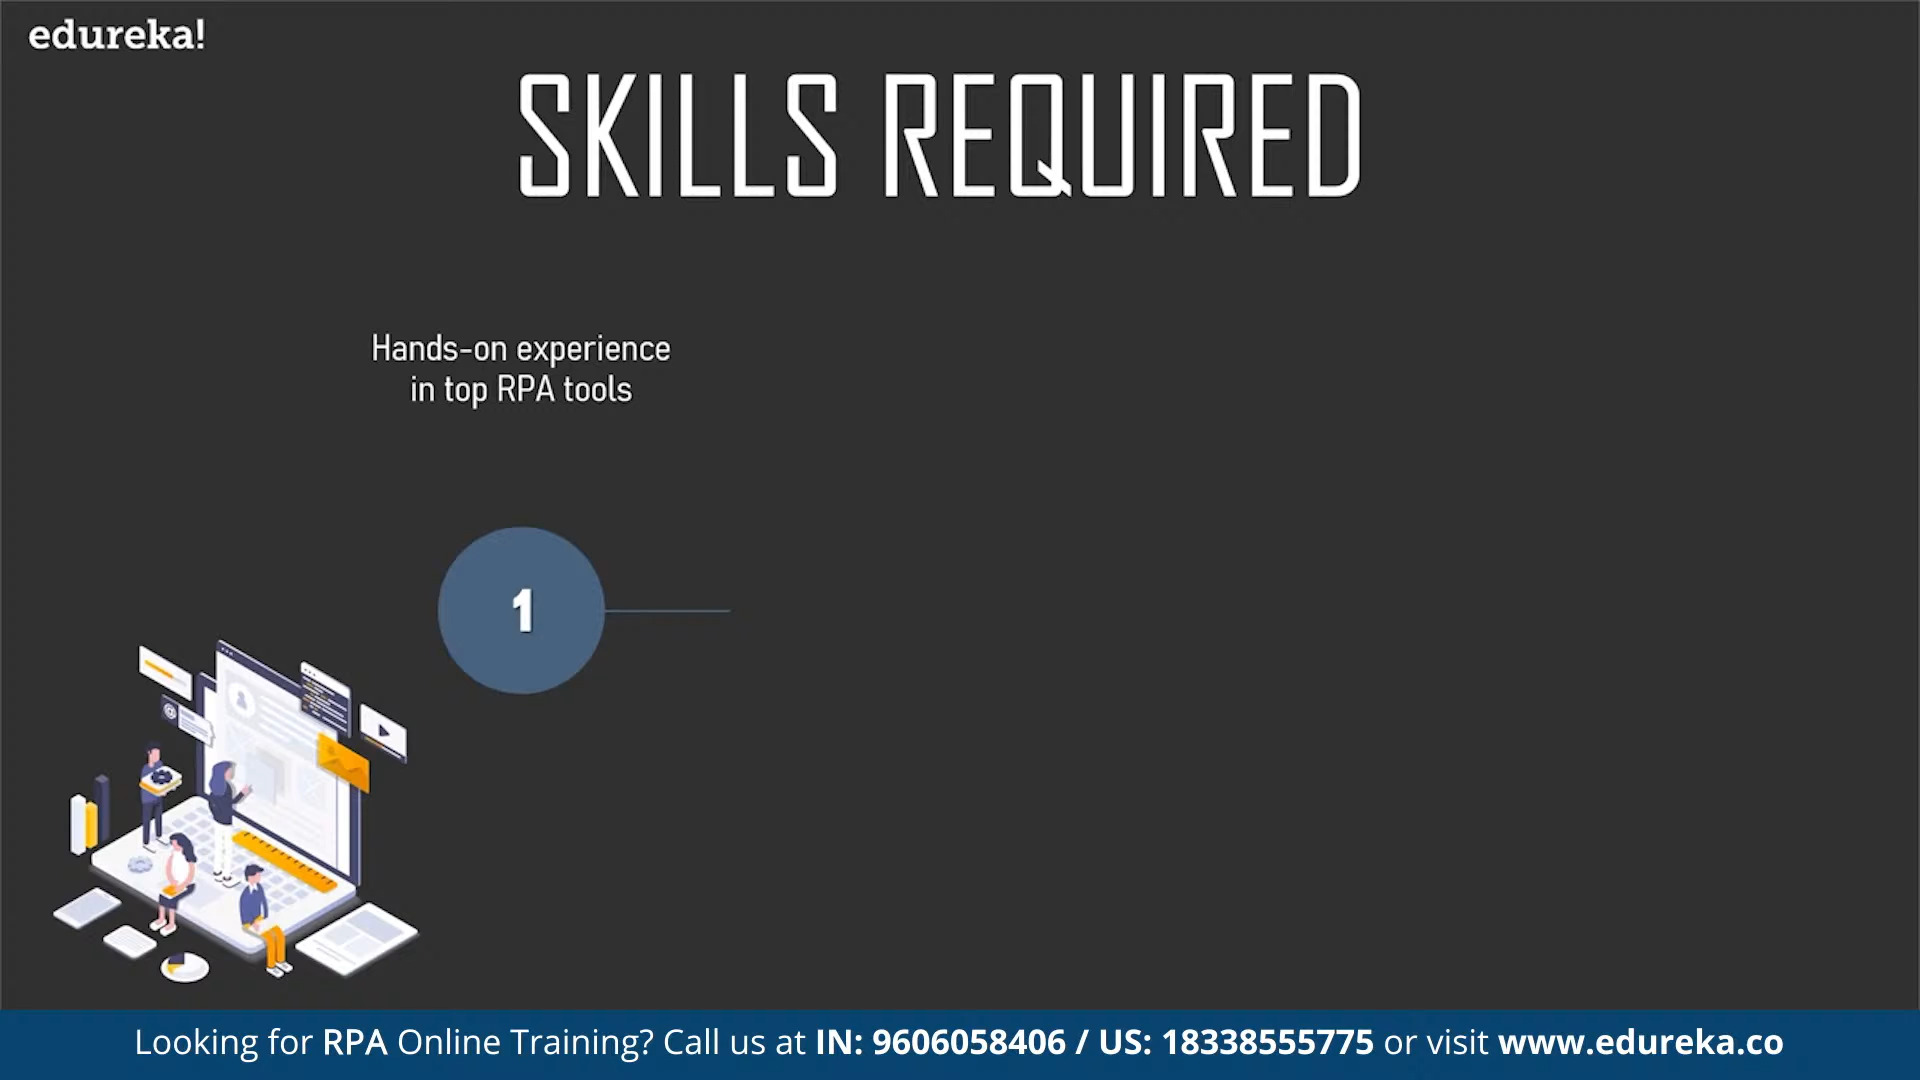 edureka!
SKILLS REQUIRED
Hands-on experience
in top RPA tools
1
Looking for RPA Online Training? Call us at IN: 9606058406 / US: 18338555775 or visit www.edureka.co